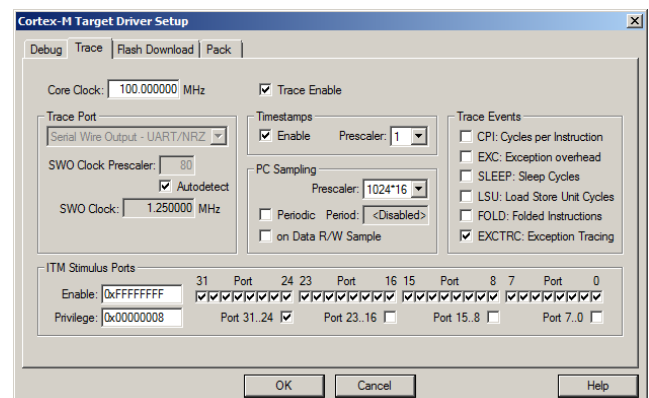 Cortex-M Target Driver Setup
Debug Trace Flash Download Pack
Core Clock: 100.000000 MHz Trace Enable
Trace Port
Serial Wire Output - UART/NRZ
SWO Clock Prescaler: 80
Autodetect
SWO Clock: 1.250000 MHz
Timestamps
Enable Prescaler: 1
PC Sampling
Prescaler: 1024*16
Periodic Period: <Disabled>
on Data R/W Sample
Trace Events
CPI: Cycles per Instruction
EXC: Exception overhead
SLEEP: Sleep Cycles
LSU: Load Store Unit Cycles
FOLD: Folded Instructions
EXCTRC: Exception Tracing
ITM Stimulus Ports
31 Port 24 23 Port 16 15 Port 8 7 Port 0
Enable: 0xFFFFFFFF
Privilege: 0x00000008 Port 31..24 Port 23..16 Port 15..8 Port 7..0
OK Cancel Help